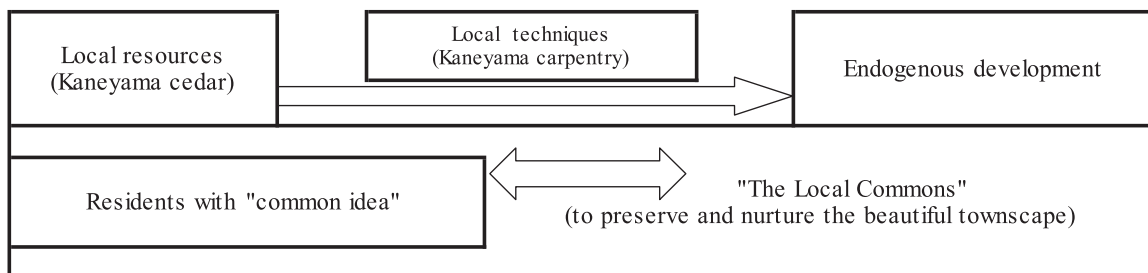 Local resources
(Kaneyama cedar)
Local techniques
(Kaneyama carpentry)
Endogenous development
Residents with "common idea"
"The Local Commons"
(to preserve and nurture the beautiful townscape)